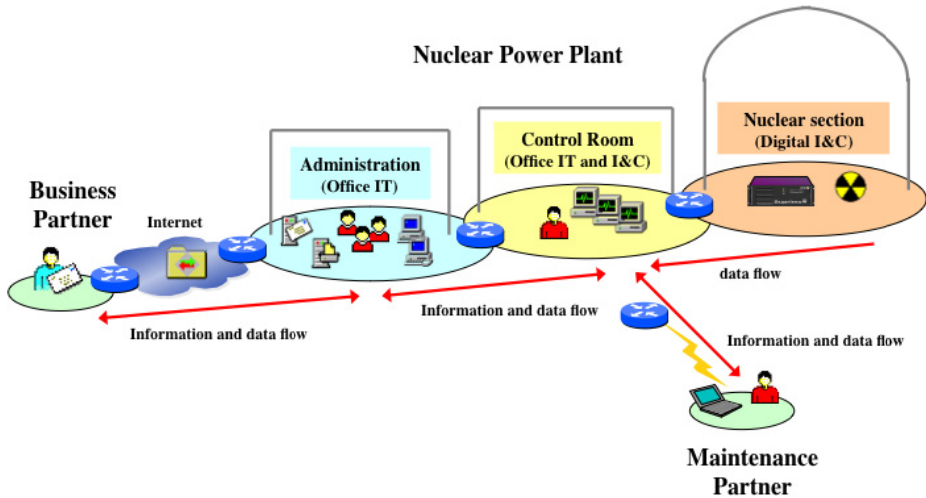 Nuclear Power Plant
Nuclear section
(Digital I&C)
Control Room
(Office IT and I&C)
Administration
(Office IT)
Business
Partner
Internet
data flow
Information and data flow
Information and data flow
Information and data flow
Maintenance
Partner